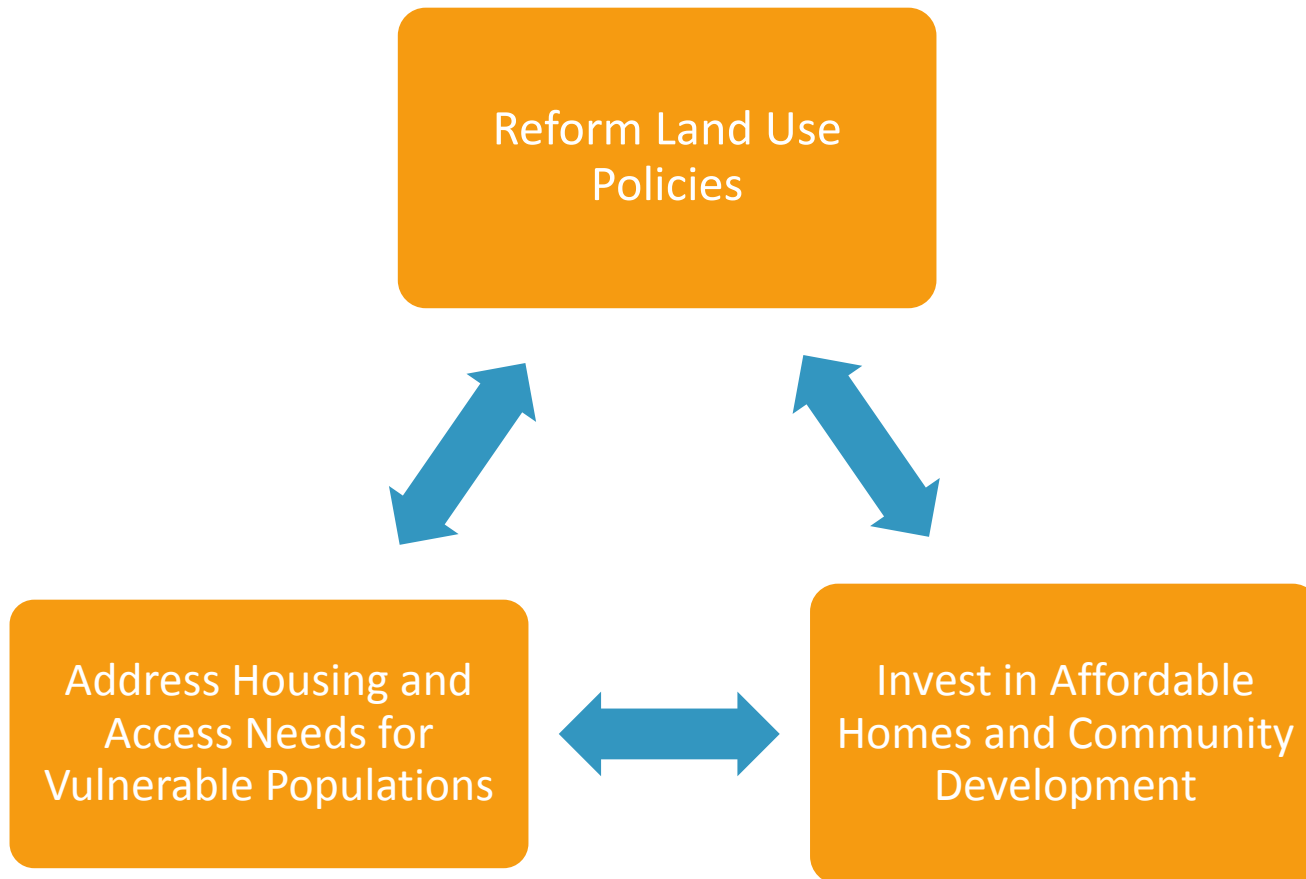 Reform Land Use
Policies
Address Housing and
Access Needs for
Vulnerable Populations
Invest in Affordable
Homes and Community
Development